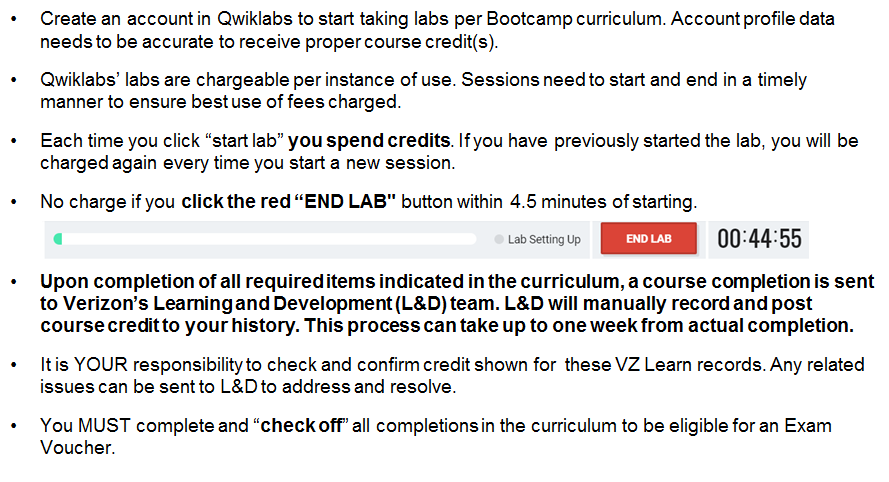 • Create an account in Qwiklabs to start taking labs per Bootcamp curriculum. Account profile data
needs to be accurate to receive proper course credit(s).
• Qwiklabs’ labs are chargeable per instance of use. Sessions need to start and end in a timely
manner to ensure best use of fees charged.
• Each time you click “start lab” you spend credits. If you have previously started the lab, you will be
charged again every time you start a new session.
• No charge if you click the red “END LAB" button within 4.5 minutes of starting.
Lab Setting Up END LAB 00:44:55
• Upon completion of all required items indicated in the curriculum, a course completion is sent
to Verizon’s Learning and Development (L&D) team. L&D will manually record and post
course credit to your history. This process can take up to one week from actual completion.
• It is YOUR responsibility to check and confirm credit shown for these VZ Learn records. Any related
issues can be sent to L&D to address and resolve.
• You MUST complete and “check off” all completions in the curriculum to be eligible for an Exam
Voucher.